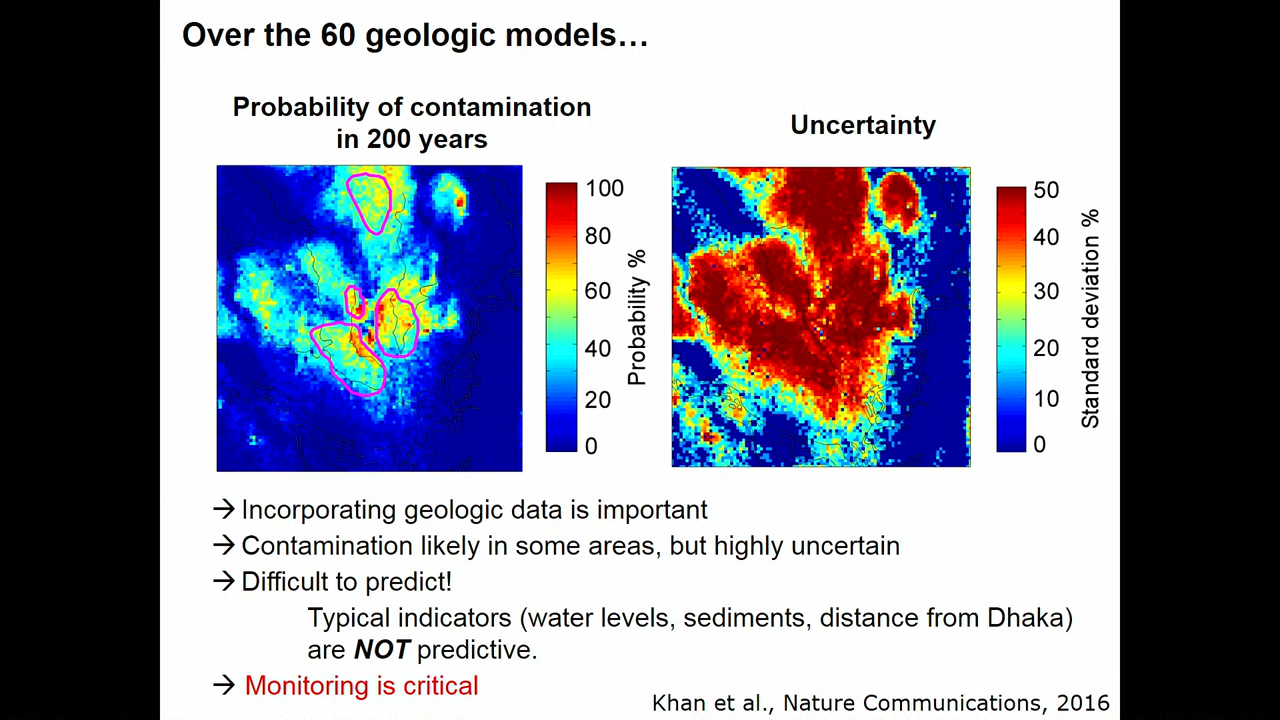 Over the 60 geologic models…
Probability of contamination
in 200 years
Uncertainty
100
80
60
40
20
0
Probability %
50
40
30
20
10
0
Standard deviation %
→ Incorporating geologic data is important
→ Contamination likely in some areas, but highly uncertain
→ Difficult to predict!
Typical indicators (water levels, sediments, distance from Dhaka)
are NOT predictive.
→ Monitoring is critical
Khan et al., Nature Communications, 2016